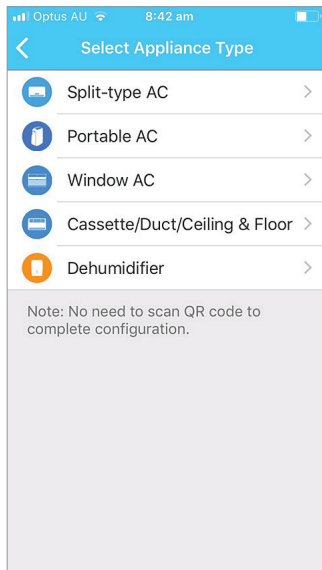 Optus AU 8:42 am
Select Appliance Type
Split-type AC
Portable AC
Window AC
Cassette/Duct/Ceiling & Floor
Dehumidifier
Note: No need to scan QR code to
complete configuration.